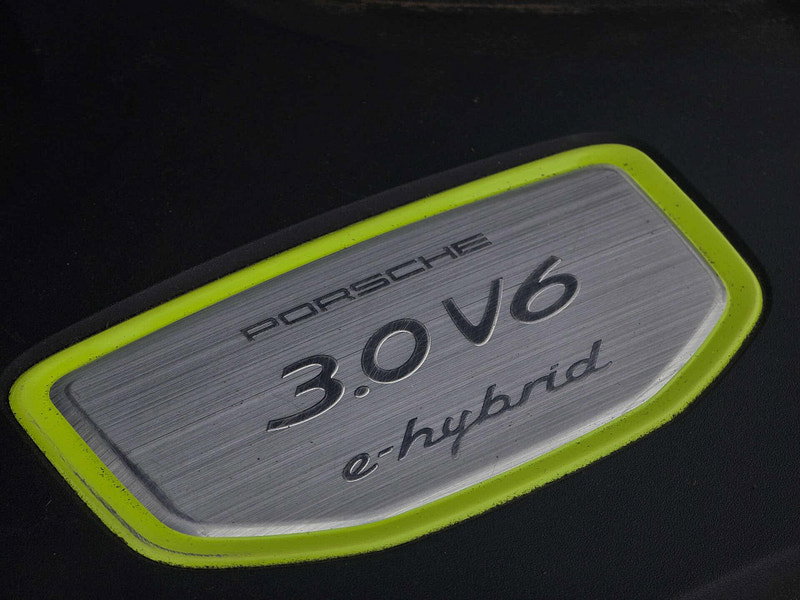 PORSCHE
3.0 V6
e-hybrid